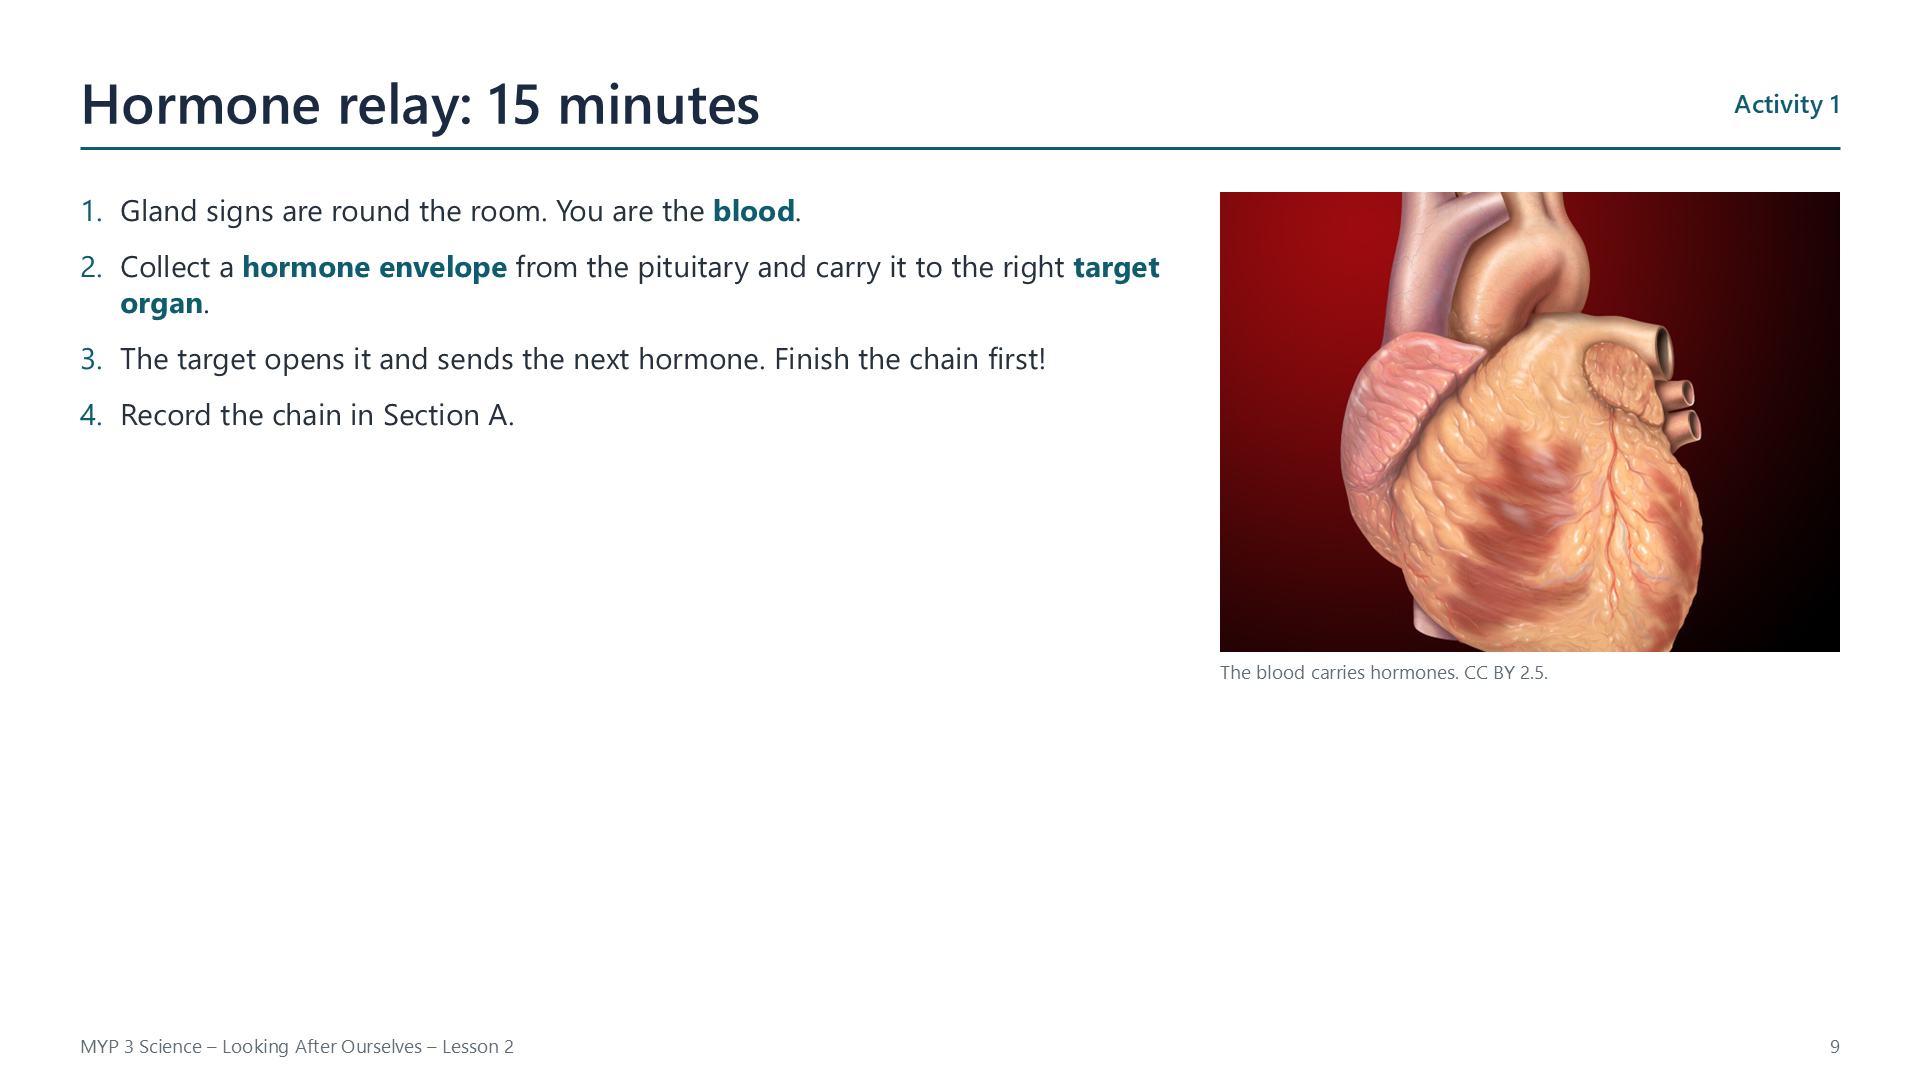 Hormone relay: 15 minutes
Activity 1
1. Gland signs are round the room. You are the blood.
2. Collect a hormone envelope from the pituitary and carry it to the right target
organ.
3. The target opens it and sends the next hormone. Finish the chain first!
4. Record the chain in Section A.
The blood carries hormones. CC BY 2.5.
MYP 3 Science – Looking After Ourselves – Lesson 2
9